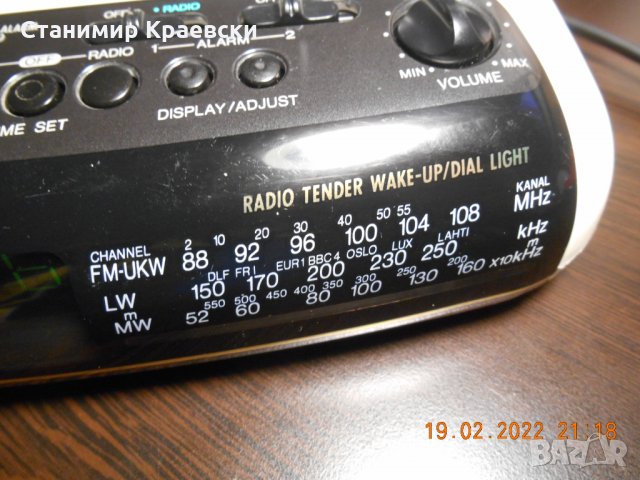 Станимир Краевски
ALA OFF • RADIO
OFF RADIO 1 ALARM 2
MIN MAX
VOLUME
ME SET DISPLAY/ADJUST
RADIO TENDER WAKE-UP/DIAL LIGHT
CHANNEL 2 10 20 30 40 50 55 KANAL
FM-UKW 88 92 96 100 104 108 MHz
DLF FRI EUR1 BBC4 OSLO LUX LAHTI
LW 150 170 200 230 250 kHz
m 550 500 450 400 350 300 250 200 m
MW 52 60 80 100 130 160 x10kHz
19.02.2022 21:18
BAZAR